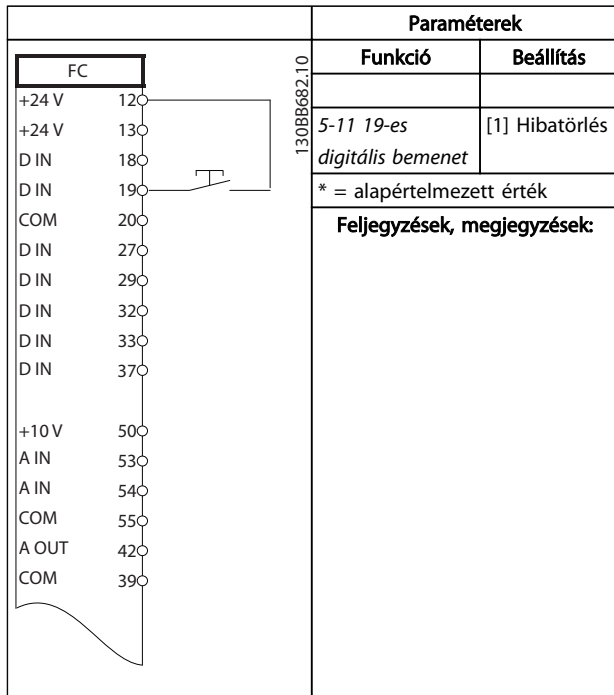 Paraméterek
FC
130BB682.10
Funkció Beállítás
+24 V 12
+24 V 13
D IN 18
D IN 19
COM 20
D IN 27
D IN 29
D IN 32
D IN 33
D IN 37
+10 V 50
A IN 53
A IN 54
COM 55
A OUT 42
COM 39
5-11 19-es [1] Hibatörlés
digitális bemenet
* = alapértelmezett érték
Feljegyzések, megjegyzések: